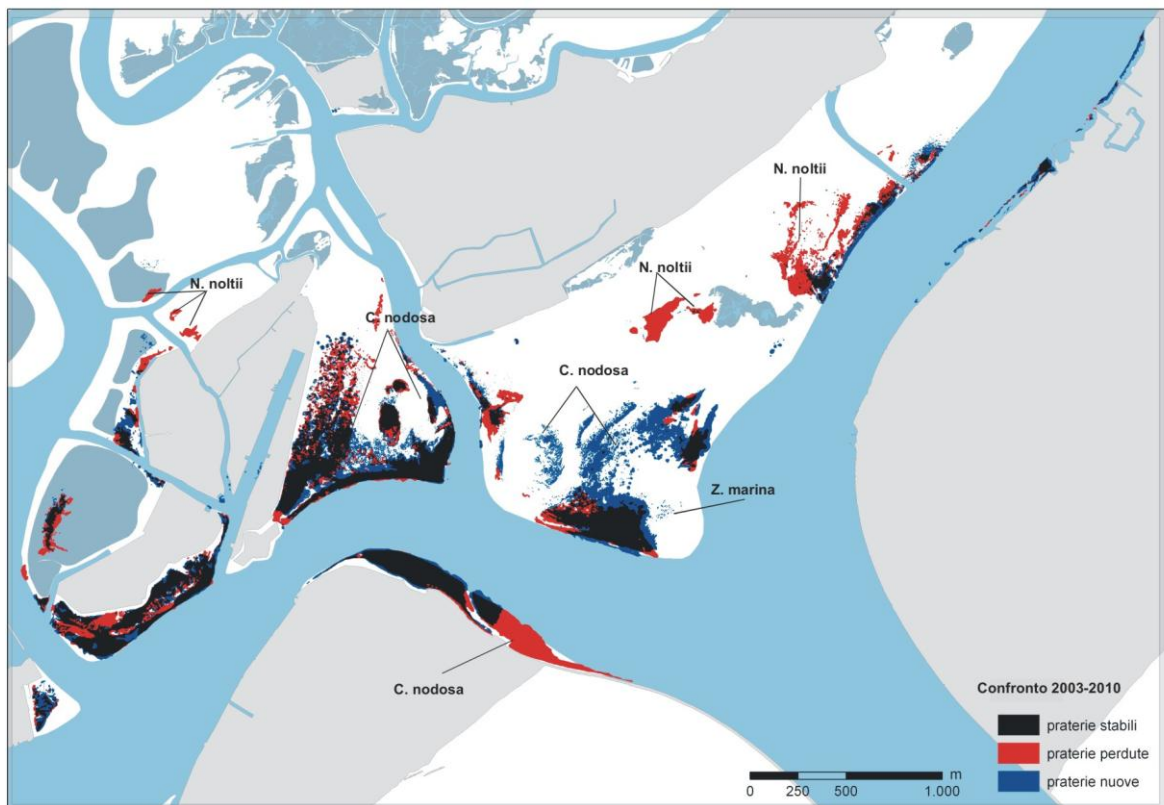 N. noltii
N. noltii
N. noltii
C. nodosa
C. nodosa
Z. marina
C. nodosa
Confronto 2003-2010
praterie stabili
praterie perdute
praterie nuove
m
0 250 500 1.000